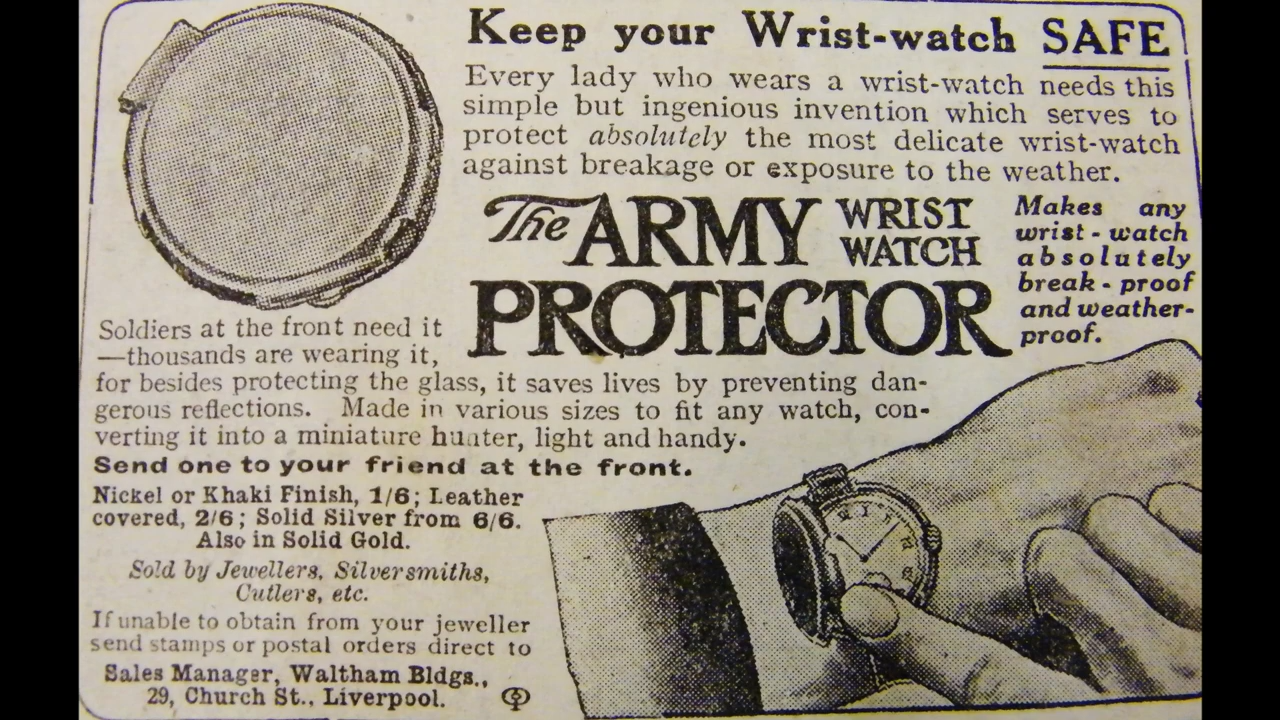 Keep your Wrist-watch SAFE
Every lady who wears a wrist-watch needs this
simple but ingenious invention which serves to
protect absolutely the most delicate wrist-watch
against breakage or exposure to the weather.
The ARMY WRIST WATCH
PROTECTOR
Makes any
wrist-watch
absolutely
break-proof
and weather-
proof.
Soldiers at the front need it
—thousands are wearing it,
for besides protecting the glass, it saves lives by preventing dan-
gerous reflections. Made in various sizes to fit any watch, con-
verting it into a miniature hunter, light and handy.
Send one to your friend at the front.
Nickel or Khaki Finish, 1/6; Leather
covered, 2/6; Solid Silver from 6/6.
Also in Solid Gold.
Sold by Jewellers, Silversmiths,
Cutlers, etc.
If unable to obtain from your jeweller
send stamps or postal orders direct to
Sales Manager, Waltham Bldgs.,
29, Church St., Liverpool.